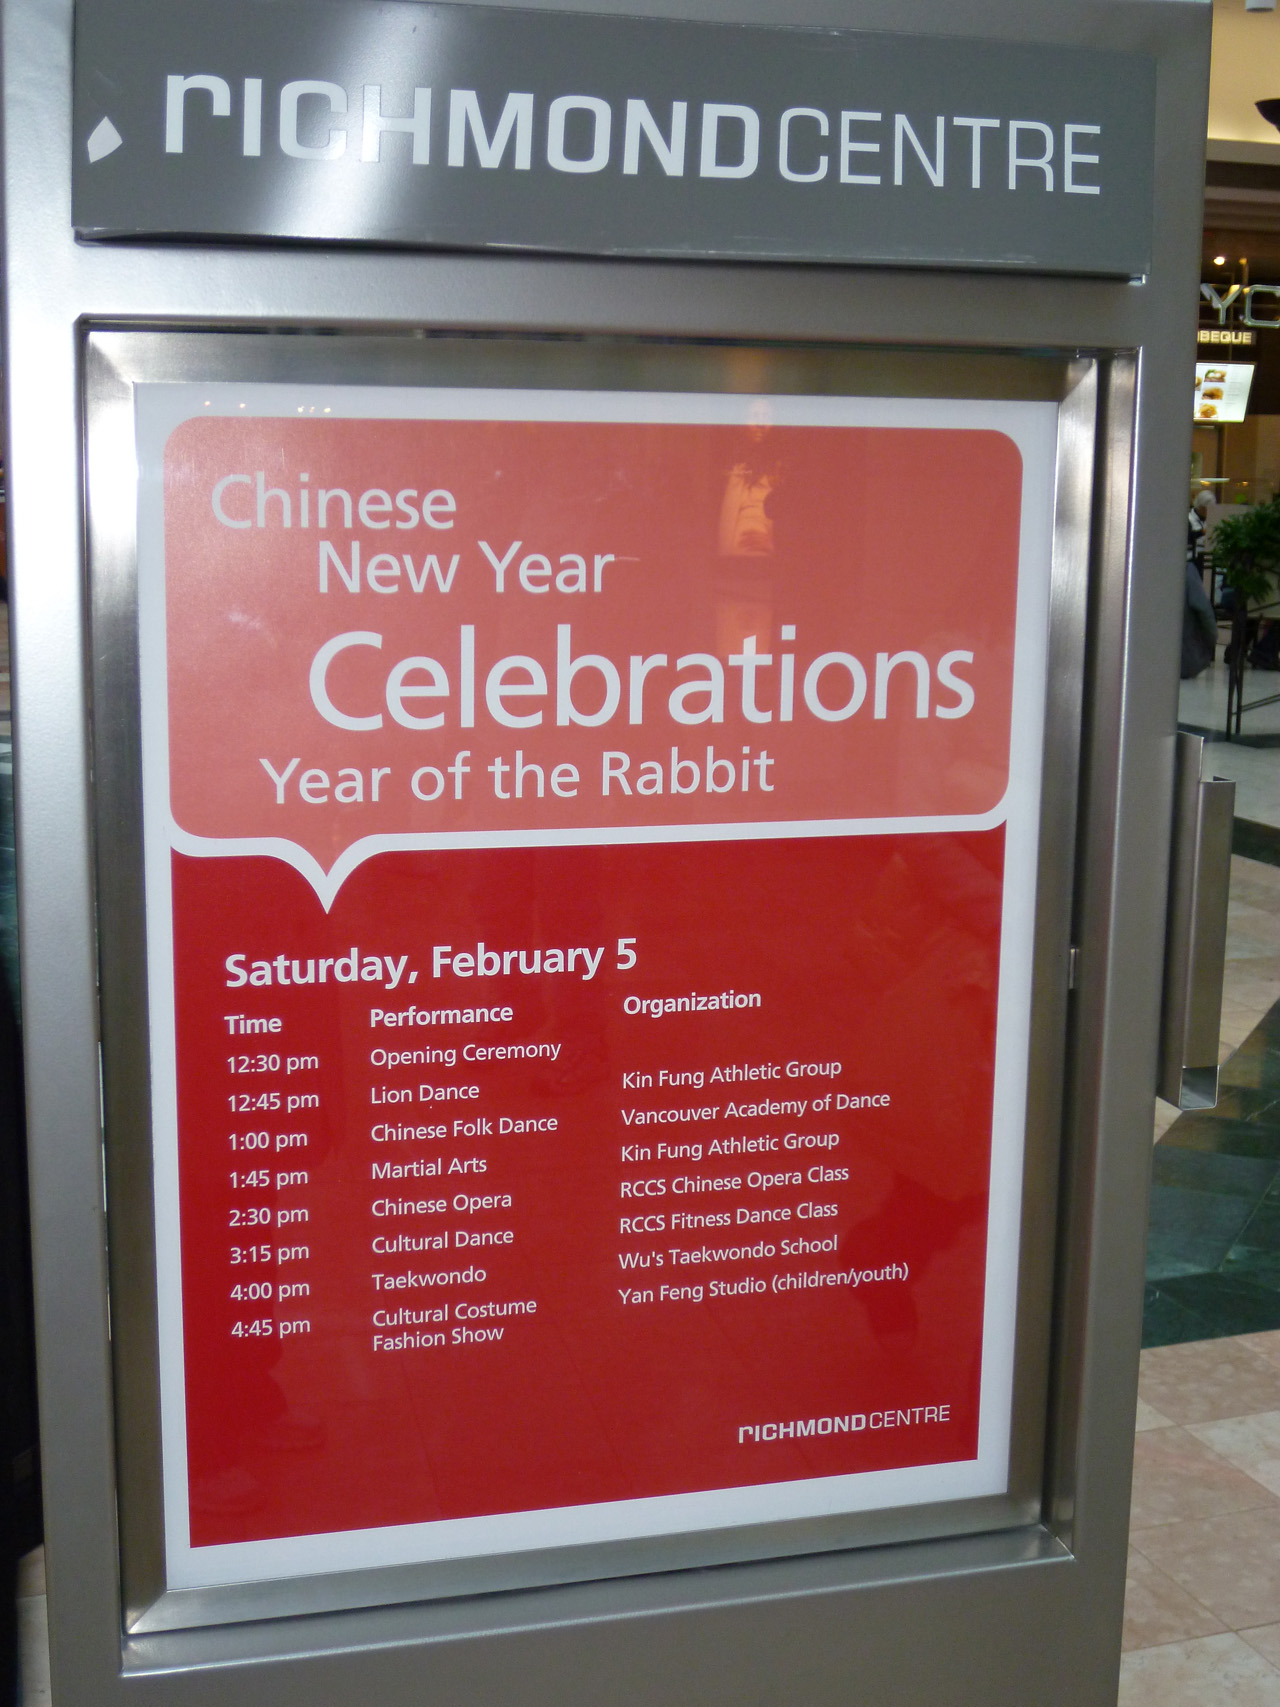 RICHMOND CENTRE
BEQUE
Chinese
New Year
Celebrations
Year of the Rabbit
Saturday, February 5
Time Performance Organization
12:30 pm Opening Ceremony
12:45 pm Lion Dance Kin Fung Athletic Group
1:00 pm Chinese Folk Dance Vancouver Academy of Dance
1:45 pm Martial Arts Kin Fung Athletic Group
2:30 pm Chinese Opera RCCS Chinese Opera Class
3:15 pm Cultural Dance RCCS Fitness Dance Class
4:00 pm Taekwondo Wu's Taekwondo School
4:45 pm Cultural Costume Yan Feng Studio (children/youth)
Fashion Show
RICHMOND CENTRE